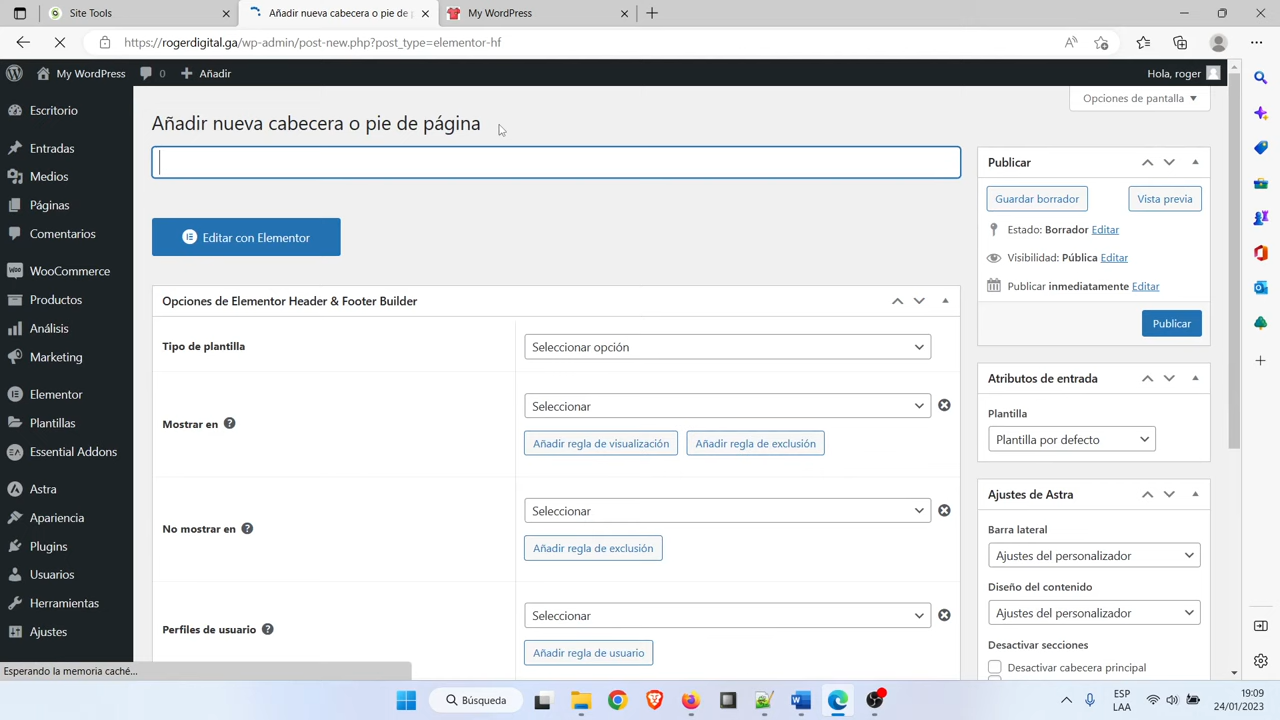 Site Tools
Añadir nueva cabecera o pie de p
My WordPress
https://rogerdigital.ga/wp-admin/post-new.php?post_type=elementor-hf
My WordPress
0
Añadir
Hola, roger
Escritorio
Entradas
Medios
Páginas
Comentarios
WooCommerce
Productos
Análisis
Marketing
Elementor
Plantillas
Essential Addons
Astra
Apariencia
Plugins
Usuarios
Herramientas
Ajustes
Opciones de pantalla
Añadir nueva cabecera o pie de página
Editar con Elementor
Opciones de Elementor Header & Footer Builder
Tipo de plantilla
Seleccionar opción
Mostrar en
Seleccionar
Añadir regla de visualización
Añadir regla de exclusión
No mostrar en
Seleccionar
Añadir regla de exclusión
Perfiles de usuario
Seleccionar
Añadir regla de usuario
Publicar
Guardar borrador
Vista previa
Estado: Borrador Editar
Visibilidad: Pública Editar
Publicar inmediatamente Editar
Publicar
Atributos de entrada
Plantilla
Plantilla por defecto
Ajustes de Astra
Barra lateral
Ajustes del personalizador
Diseño del contenido
Ajustes del personalizador
Desactivar secciones
Desactivar cabecera principal
Esperando la memoria caché...
Búsqueda
ESP
LAA
19:09
24/01/2023